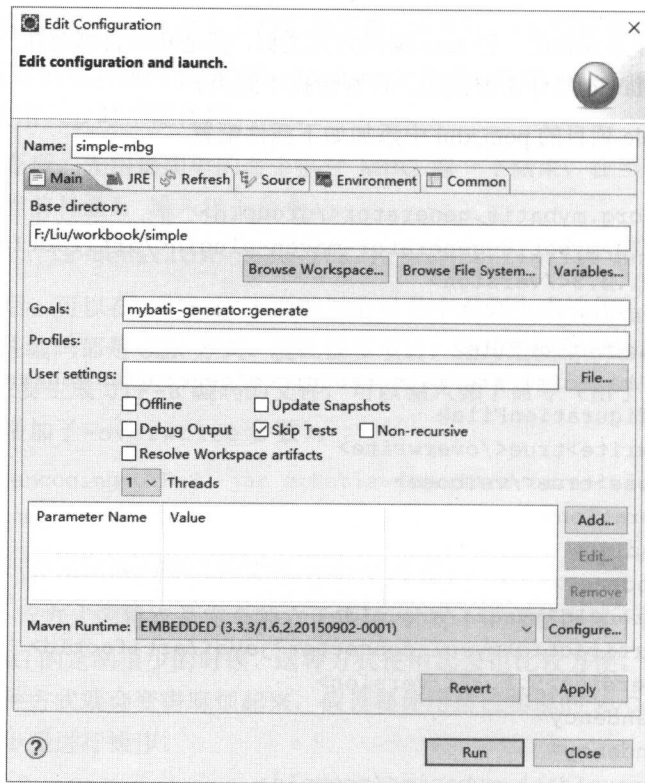 Edit Configuration
Edit configuration and launch.
Name: simple-mbg
Main JRE Refresh Source Environment Common
Base directory:
F:/Liu/workbook/simple
Browse Workspace... Browse File System... Variables...
Goals: mybatis-generator:generate
Profiles:
User settings: File...
Offline Update Snapshots
Debug Output Skip Tests Non-recursive
Resolve Workspace artifacts
1 Threads
Parameter Name Value Add...
Edit...
Remove
Maven Runtime: EMBEDDED (3.3.3/1.6.2.20150902-0001) Configure...
Revert Apply
Run Close